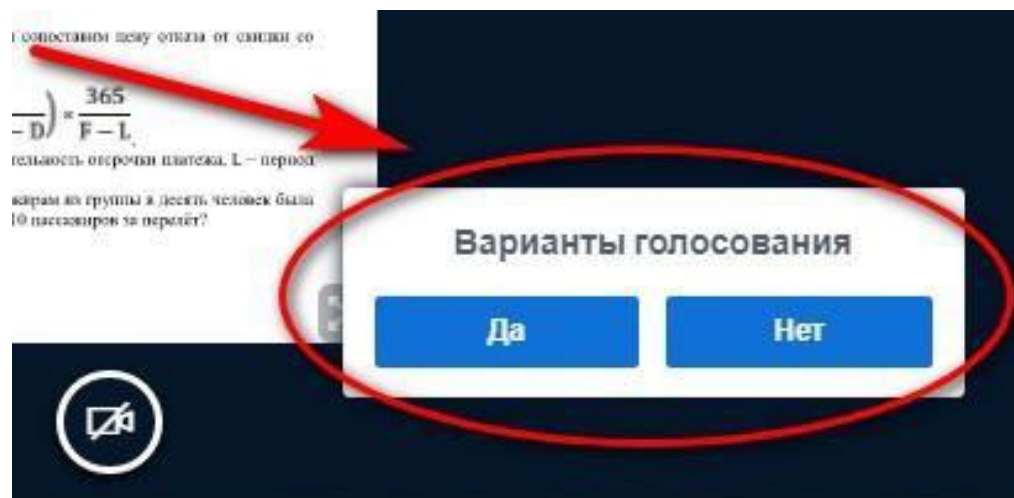 сопоставим цену отказа от скидки со
− D) × 365 / F − L,
тельность отсрочки платежа, L – период
жирам из группы в десять человек была
10 пассажиров за перелёт?
Варианты голосования
Да
Нет